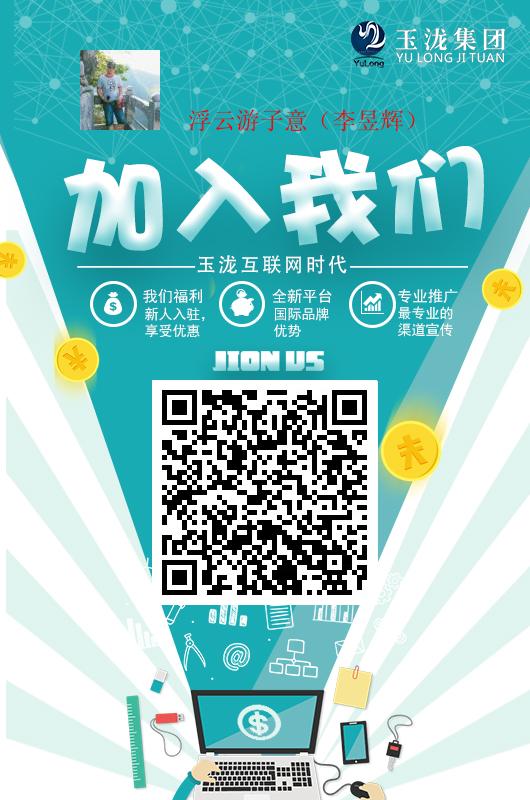 玉泷集团
YuLong
YU LONG JI TUAN
浮云游子意（李昱辉）
加入我们
玉泷互联网时代
我们福利
新人入驻，
享受优惠
全新平台
国际品牌
优势
专业推广
最专业的
渠道宣传
JION US